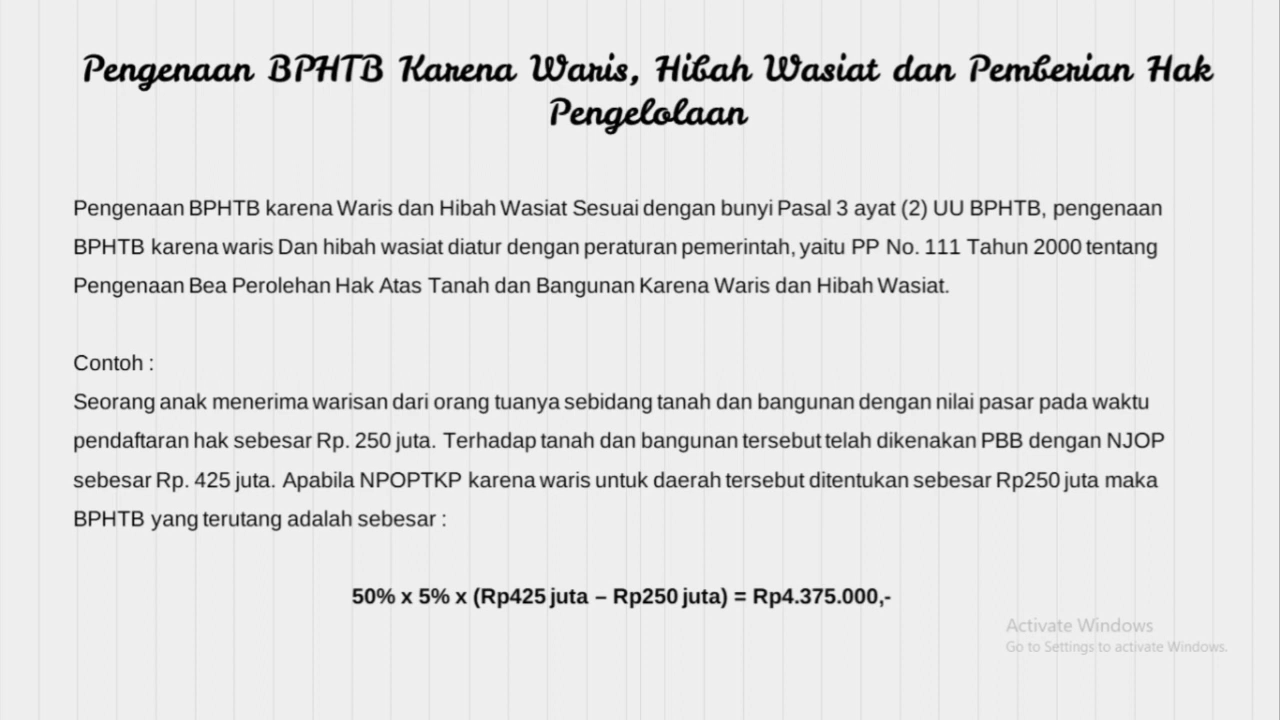 Pengenaan BPHTB Karena Waris, Hibah Wasiat dan Pemberian Hak
Pengelolaan
Pengenaan BPHTB karena Waris dan Hibah Wasiat Sesuai dengan bunyi Pasal 3 ayat (2) UU BPHTB, pengenaan
BPHTB karena waris Dan hibah wasiat diatur dengan peraturan pemerintah, yaitu PP No. 111 Tahun 2000 tentang
Pengenaan Bea Perolehan Hak Atas Tanah dan Bangunan Karena Waris dan Hibah Wasiat.
Contoh :
Seorang anak menerima warisan dari orang tuanya sebidang tanah dan bangunan dengan nilai pasar pada waktu
pendaftaran hak sebesar Rp. 250 juta. Terhadap tanah dan bangunan tersebut telah dikenakan PBB dengan NJOP
sebesar Rp. 425 juta. Apabila NPOPTKP karena waris untuk daerah tersebut ditentukan sebesar Rp250 juta maka
BPHTB yang terutang adalah sebesar :
50% x 5% x (Rp425 juta – Rp250 juta) = Rp4.375.000,-
Activate Windows
Go to Settings to activate Windows.